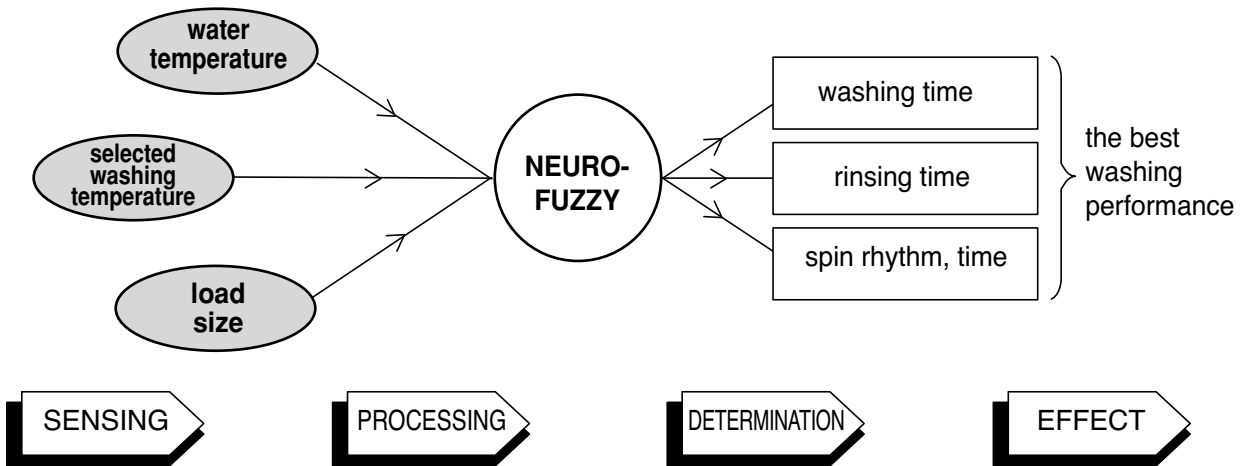 water
temperature
selected
washing
temperature
load
size
NEURO-
FUZZY
washing time
rinsing time
spin rhythm, time
the best
washing
performance
SENSING
PROCESSING
DETERMINATION
EFFECT